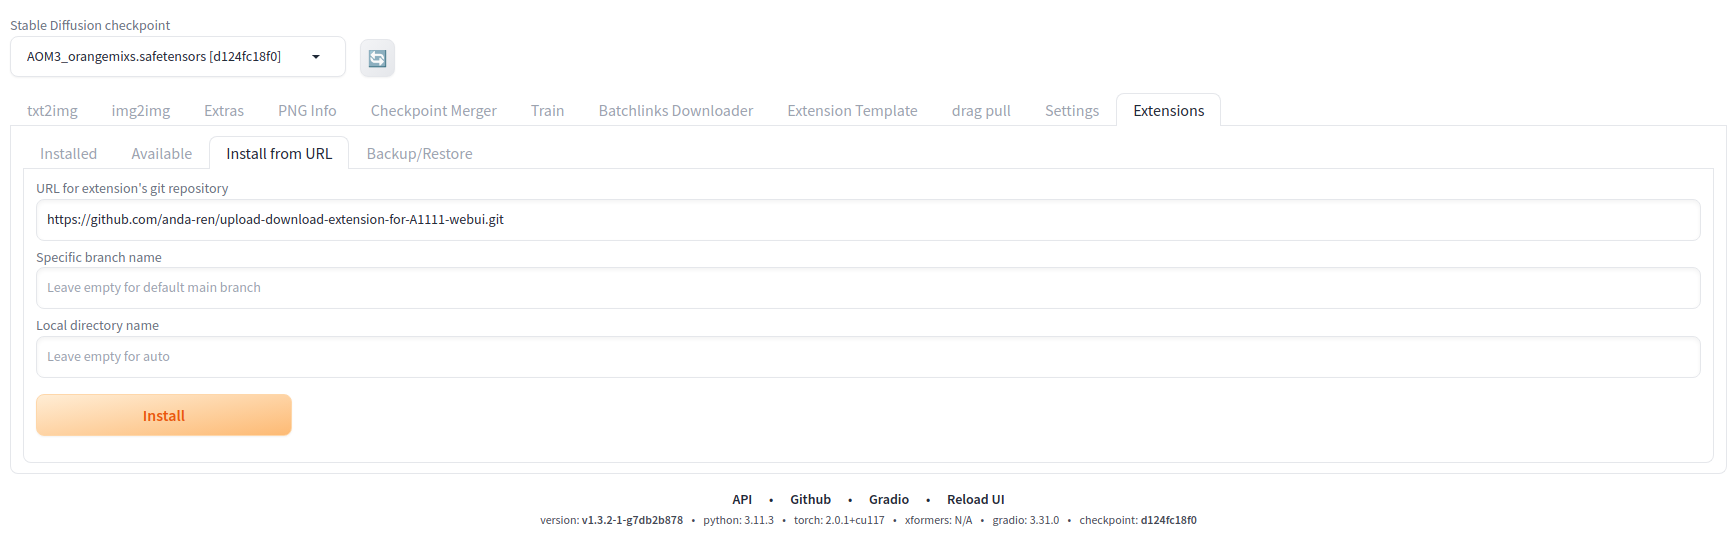 Stable Diffusion checkpoint
AOM3_orangemixs.safetensors [d124fc18f0]
txt2img img2img Extras PNG Info Checkpoint Merger Train Batchlinks Downloader Extension Template drag pull Settings Extensions
Installed Available Install from URL Backup/Restore
URL for extension's git repository
https://github.com/anda-ren/upload-download-extension-for-A1111-webui.git
Specific branch name
Leave empty for default main branch
Local directory name
Leave empty for auto
Install
API • Github • Gradio • Reload UI
version: v1.3.2-1-g7db2b878 • python: 3.11.3 • torch: 2.0.1+cu117 • xformers: N/A • gradio: 3.31.0 • checkpoint: d124fc18f0